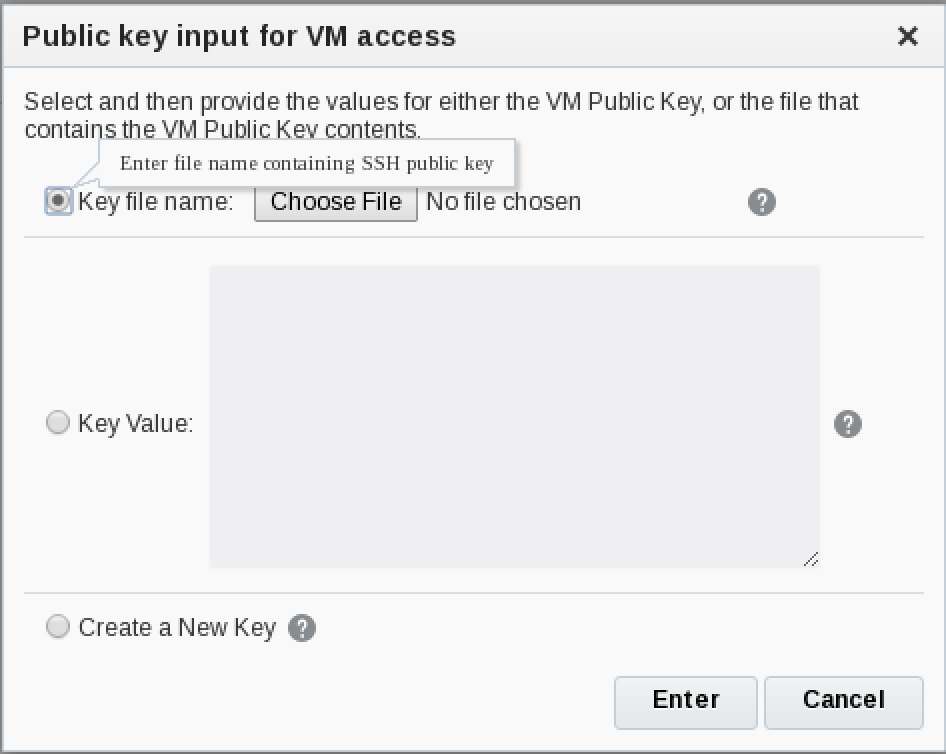 Public key input for VM access
Select and then provide the values for either the VM Public Key, or the file that
contains the VM Public Key contents.
Enter file name containing SSH public key
Key file name: Choose File No file chosen ?
Key Value: ?
Create a New Key ?
Enter Cancel